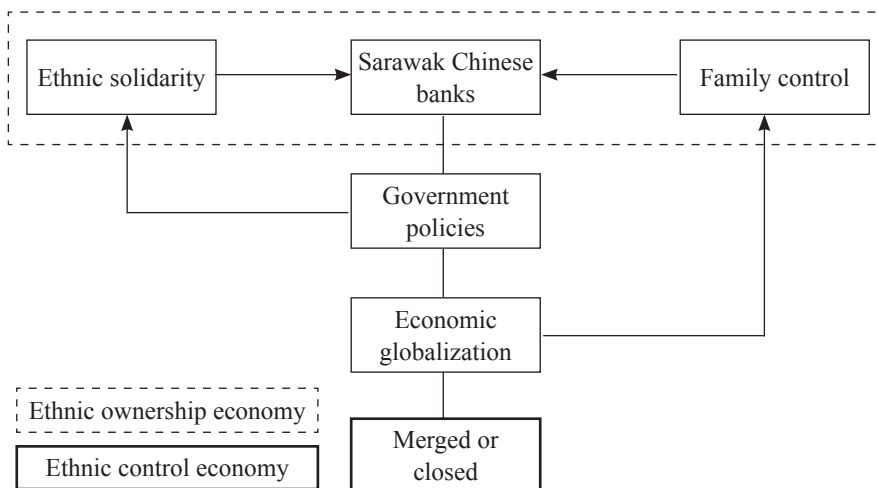 Ethnic solidarity
Sarawak Chinese
banks
Family control
Government
policies
Economic
globalization
Ethnic ownership economy
Ethnic control economy
Merged or
closed